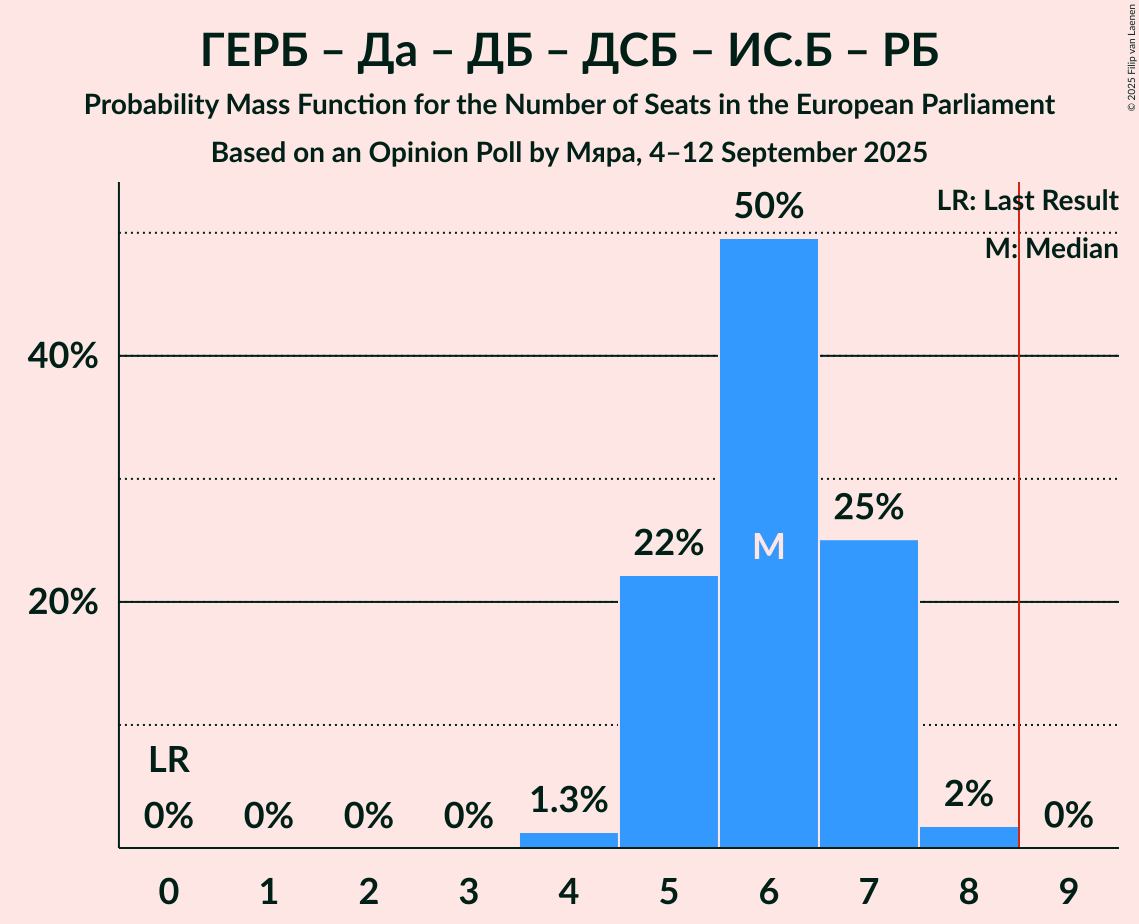 ГЕРБ – Да – ДБ – ДСБ – ИС.Б – РБ
Probability Mass Function for the Number of Seats in the European Parliament
Based on an Opinion Poll by Мяра, 4–12 September 2025
© 2025 Filip van Laenen
LR: Last Result
M: Median
50%
40%
25%
22%
M
20%
LR
0% 0% 0% 0% 1.3% 2% 0%
0 1 2 3 4 5 6 7 8 9